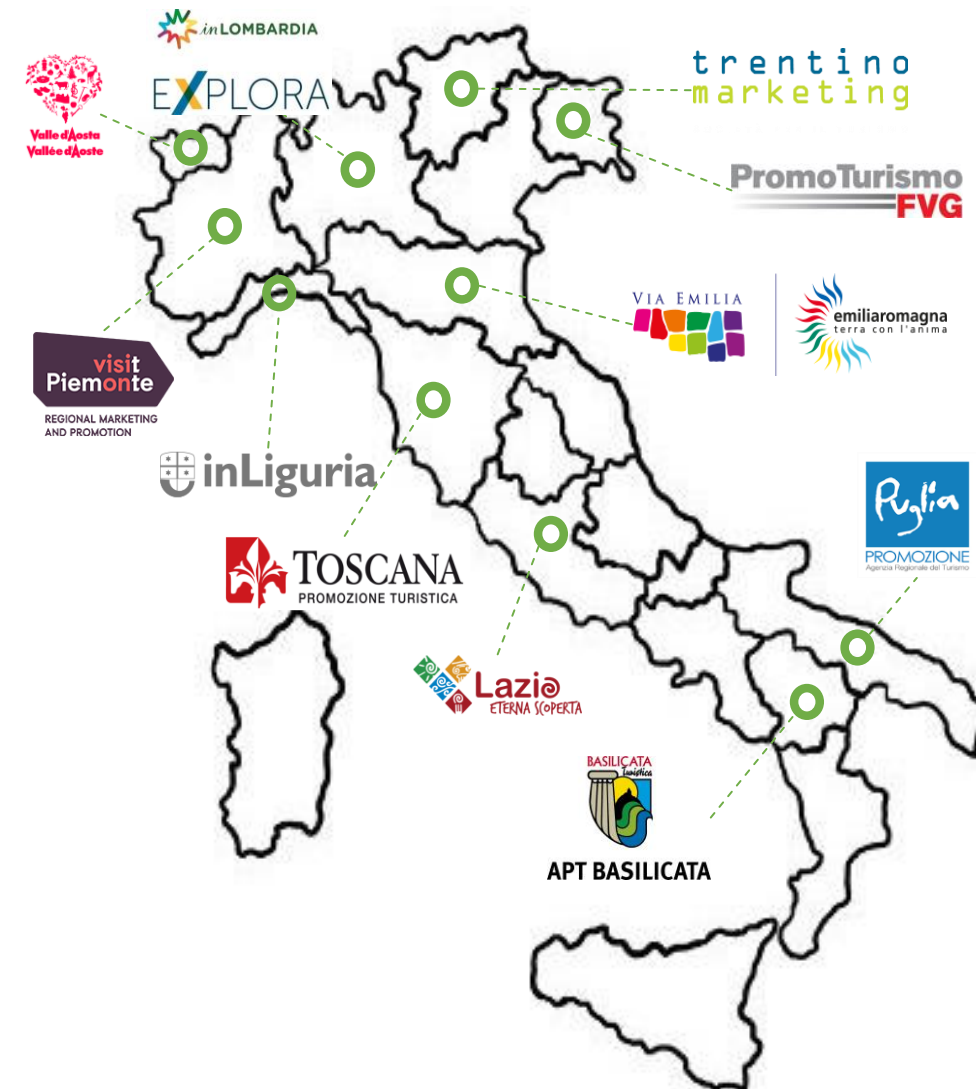 inLOMBARDIA
EXPLORA
Valle d'Aosta
Vallée d'Aoste
trentino
marketing
PromoTurismo
FVG
VIA EMILIA
emiliaromagna
terra con l'anima
visit
Piemonte
REGIONAL MARKETING
AND PROMOTION
inLiguria
TOSCANA
PROMOZIONE TURISTICA
Puglia
PROMOZIONE
Agenzia Regionale del Turismo
Lazio
ETERNA SCOPERTA
BASILICATA
Turistica
APT BASILICATA